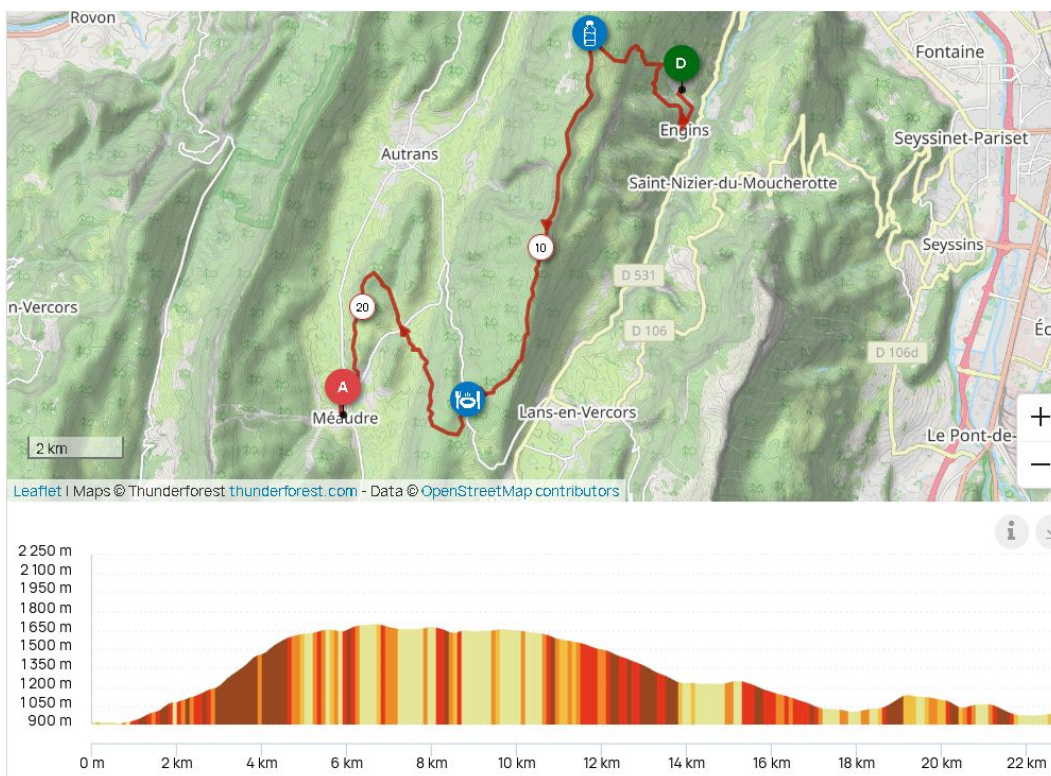 Rovon
Fontaine
D
Engins
Seyssinet-Pariset
Autrans
Saint-Nizier-du-Moucherotte
10
Seyssins
D 531
n-Vercors
20
D 106
Éc
D 106d
A
Méaudre
Lans-en-Vercors
+
Le Pont-de-
−
2 km
Leaflet | Maps © Thunderforest thunderforest.com - Data © OpenStreetMap contributors
i
2 250 m
2 100 m
1 950 m
1 800 m
1 650 m
1 500 m
1 350 m
1 200 m
1 050 m
900 m
0 m 2 km 4 km 6 km 8 km 10 km 12 km 14 km 16 km 18 km 20 km 22 km